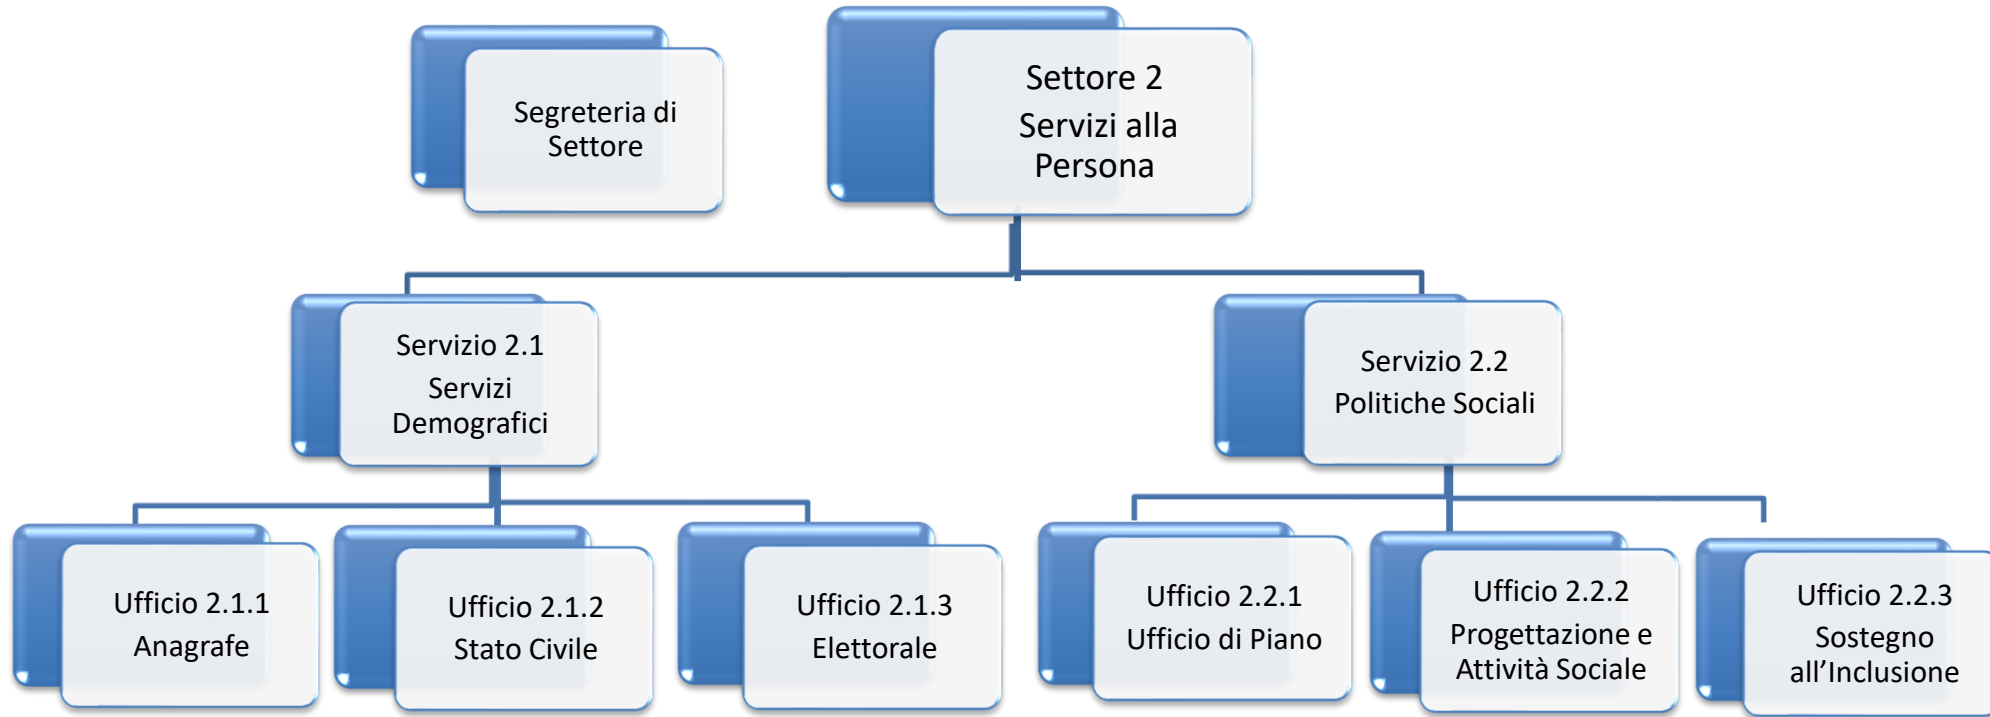 Segreteria di
Settore
Settore 2
Servizi alla
Persona
Servizio 2.1
Servizi
Demografici
Servizio 2.2
Politiche Sociali
Ufficio 2.1.1
Anagrafe
Ufficio 2.1.2
Stato Civile
Ufficio 2.1.3
Elettorale
Ufficio 2.2.1
Ufficio di Piano
Ufficio 2.2.2
Progettazione e
Attività Sociale
Ufficio 2.2.3
Sostegno
all’Inclusione